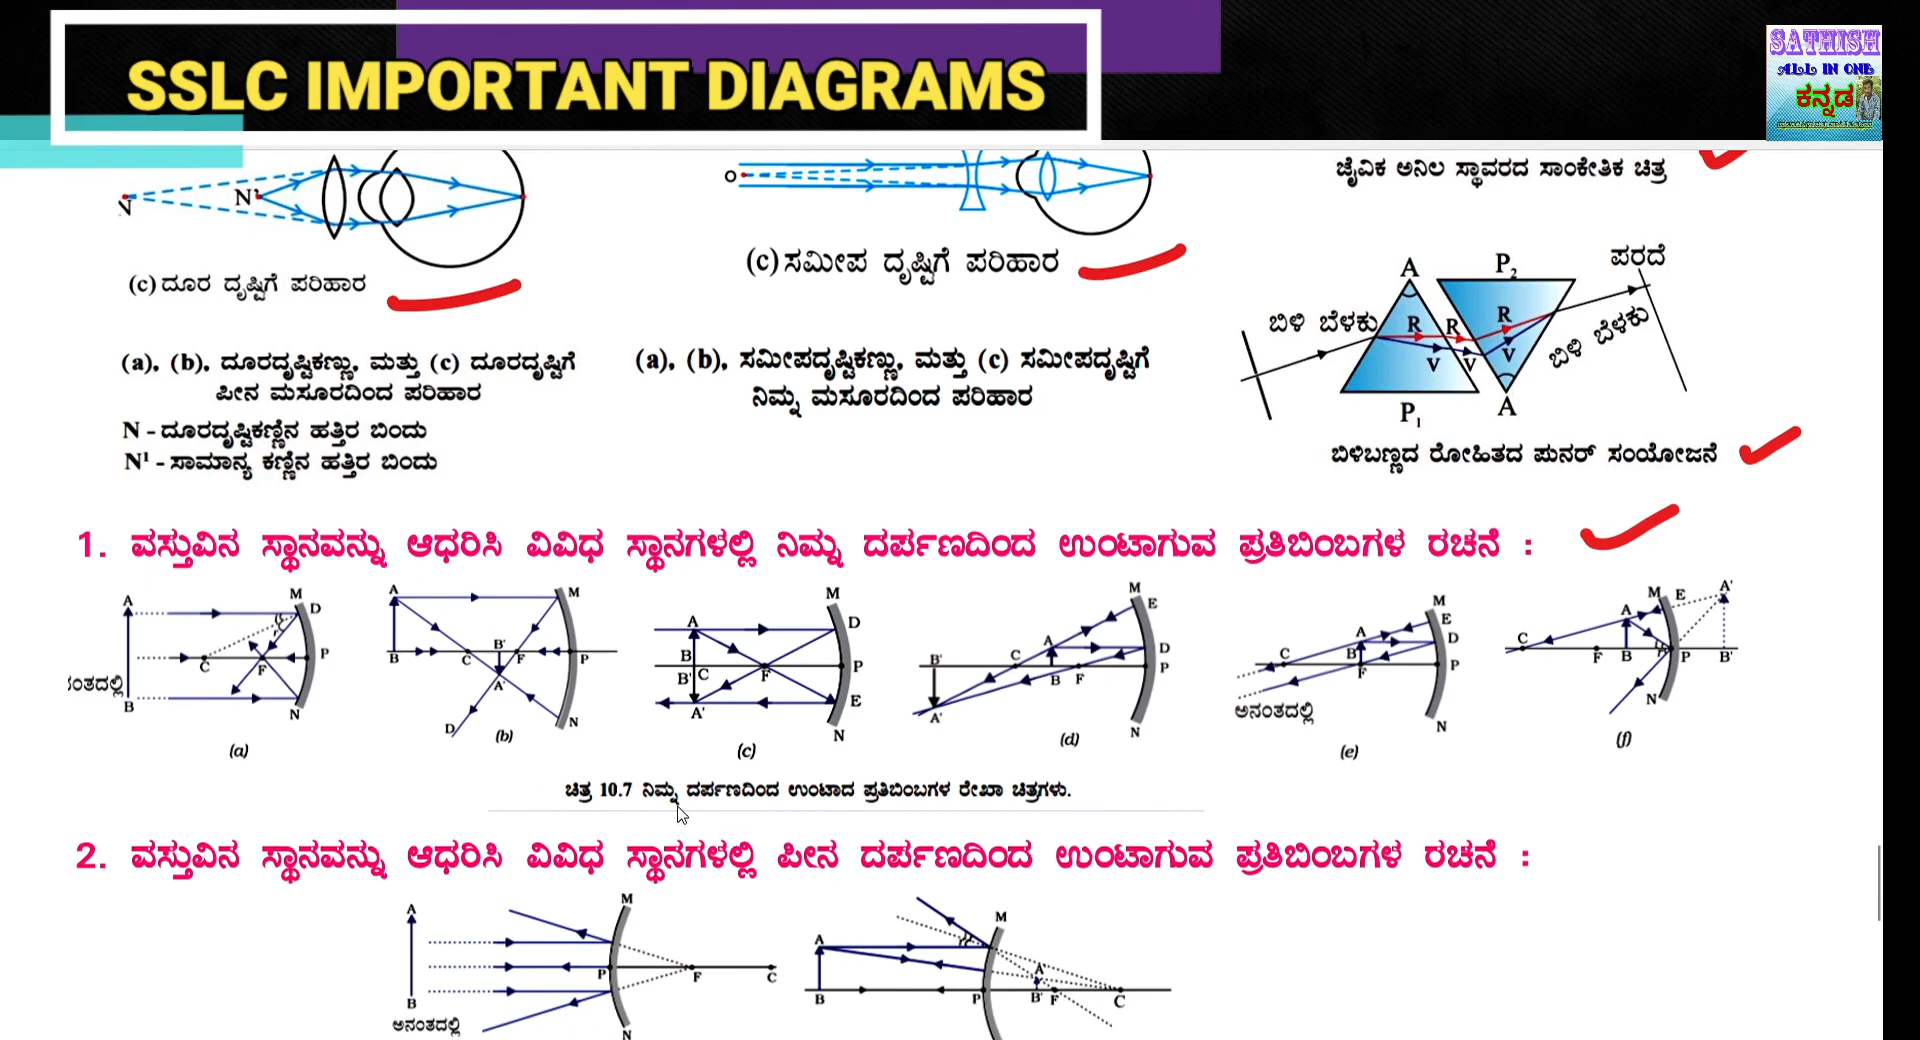 SSLC IMPORTANT DIAGRAMS
SATHISH
ALL IN ONE
ಕನ್ನಡ
N
N'
(c) ದೂರ ದೃಷ್ಟಿಗೆ ಪರಿಹಾರ
(a), (b), ದೂರದೃಷ್ಟಿಕಣ್ಣು, ಮತ್ತು (c) ದೂರದೃಷ್ಟಿಗೆ
ಪೀನ ಮಸೂರದಿಂದ ಪರಿಹಾರ
N - ದೂರದೃಷ್ಟಿಕಣ್ಣಿನ ಹತ್ತಿರ ಬಿಂದು
N¹ - ಸಾಮಾನ್ಯ ಕಣ್ಣಿನ ಹತ್ತಿರ ಬಿಂದು
O
(c) ಸಮೀಪ ದೃಷ್ಟಿಗೆ ಪರಿಹಾರ
(a), (b), ಸಮೀಪದೃಷ್ಟಿಕಣ್ಣು, ಮತ್ತು (c) ಸಮೀಪದೃಷ್ಟಿಗೆ
ನಿಮ್ನ ಮಸೂರದಿಂದ ಪರಿಹಾರ
ಜೈವಿಕ ಅನಿಲ ಸ್ಥಾವರದ ಸಾಂಕೇತಿಕ ಚಿತ್ರ
A P₂ ಪರದೆ
ಬಿಳಿ ಬೆಳಕು R R R
V V V ಬಿಳಿ ಬೆಳಕು
P₁ A
ಬಿಳಿಬಣ್ಣದ ರೋಹಿತದ ಪುನರ್ ಸಂಯೋಜನೆ
1. ವಸ್ತುವಿನ ಸ್ಥಾನವನ್ನು ಆಧರಿಸಿ ವಿವಿಧ ಸ್ಥಾನಗಳಲ್ಲಿ ನಿಮ್ನ ದರ್ಪಣದಿಂದ ಉಂಟಾಗುವ ಪ್ರತಿಬಿಂಬಗಳ ರಚನೆ :
A M D
C F P
B N
(a)
A M
B C B' F P
A'
D N
(b)
M
A D
B C F P
B'
A' E
N
(c)
M E
A D
B' C B F P
A'
N
(d)
M
E
A D
C B F P
ಅನಂತದಲ್ಲಿ
N
(e)
M E A'
A
C F B P B'
N
(f)
ಚಿತ್ರ 10.7 ನಿಮ್ನ ದರ್ಪಣದಿಂದ ಉಂಟಾದ ಪ್ರತಿಬಿಂಬಗಳ ರೇಖಾ ಚಿತ್ರಗಳು.
2. ವಸ್ತುವಿನ ಸ್ಥಾನವನ್ನು ಆಧರಿಸಿ ವಿವಿಧ ಸ್ಥಾನಗಳಲ್ಲಿ ಪೀನ ದರ್ಪಣದಿಂದ ಉಂಟಾಗುವ ಪ್ರತಿಬಿಂಬಗಳ ರಚನೆ :
A M
P F C
B
ಅನಂತದಲ್ಲಿ N
M
A A'
B P B' F C